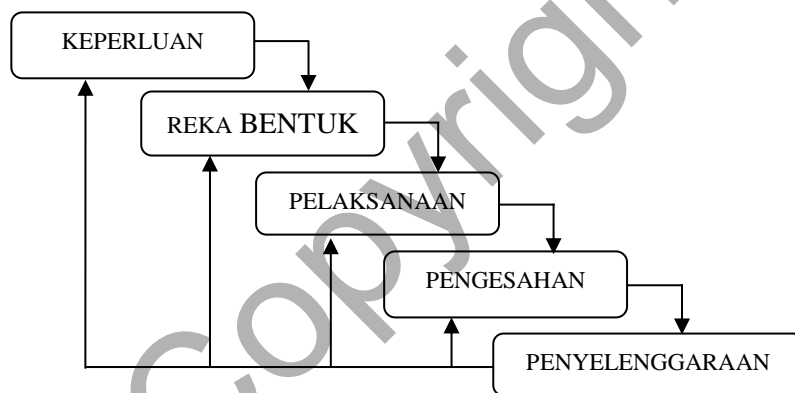 KEPERLUAN
REKA BENTUK
PELAKSANAAN
PENGESAHAN
PENYELENGGARAAN
Copyright